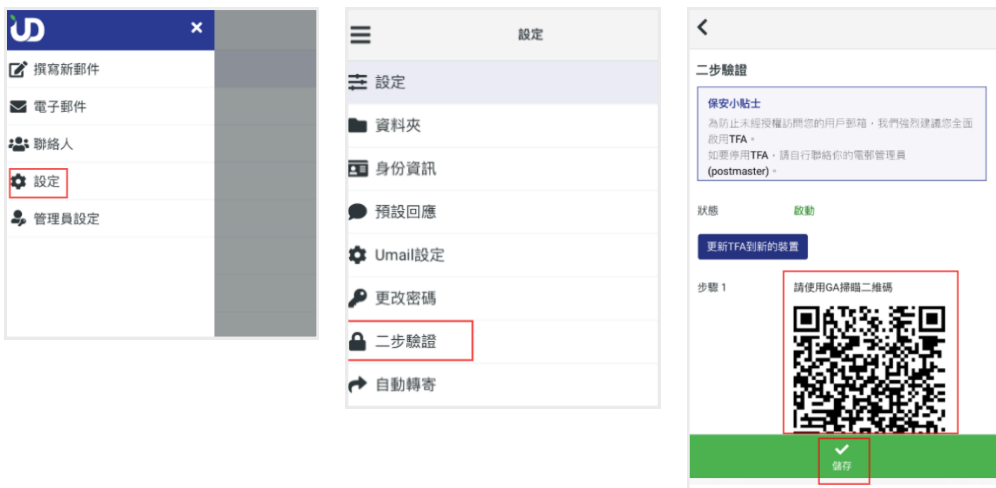 UD ×
撰寫新郵件
電子郵件
聯絡人
設定
管理員設定
設定
設定
資料夾
身份資訊
預設回應
Umail設定
更改密碼
二步驗證
自動轉寄
二步驗證
保安小貼士
為防止未經授權訪問您的用戶郵箱，我們強烈建議您全面
啟用TFA。
如要停用TFA，請自行聯絡你的電郵管理員
(postmaster)。
狀態 啟動
更新TFA到新的裝置
步驟 1 請使用GA掃瞄二維碼
儲存